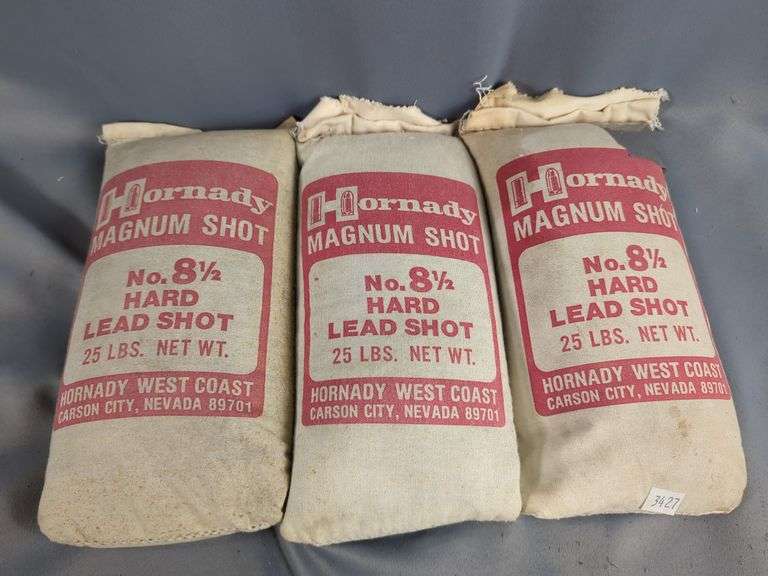 Hornady
MAGNUM SHOT
No. 8½
HARD
LEAD SHOT
25 LBS. NET WT.
HORNADY WEST COAST
CARSON CITY, NEVADA 89701
Hornady
MAGNUM SHOT
No. 8½
HARD
LEAD SHOT
25 LBS. NET WT.
HORNADY WEST COAST
CARSON CITY, NEVADA 89701
Hornady
MAGNUM SHOT
No. 8½
HARD
LEAD SHOT
25 LBS. NET WT.
HORNADY WEST COAST
CARSON CITY, NEVADA 89701
3427